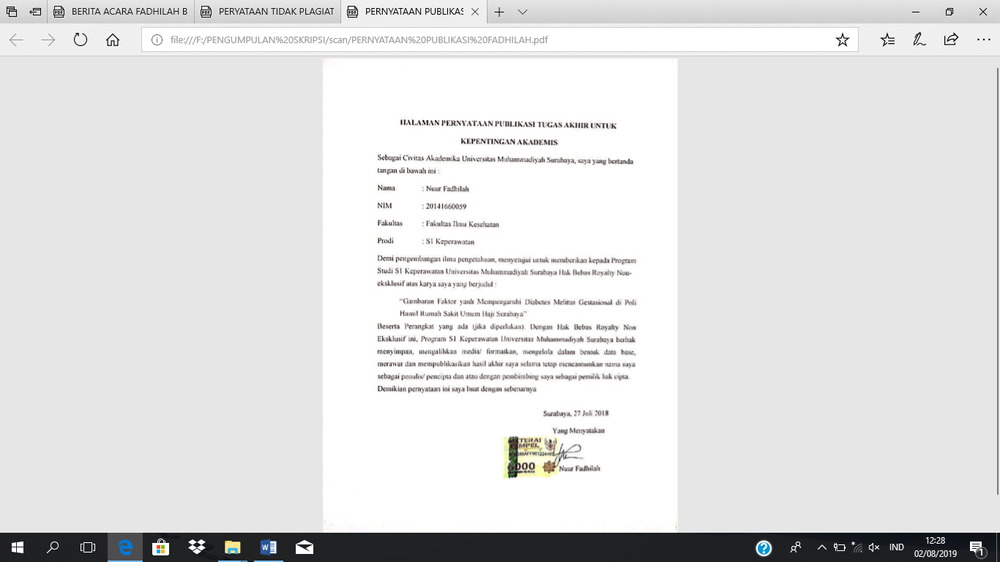 BERITA ACARA FADHILAH B
PERYATAAN TIDAK PLAGIAT
PERNYATAAN PUBLIKAS
file:///F:/PENGUMPULAN%20SKRIPSI/scan/PERNYATAAN%20PUBLIKASI%20FADHILAH.pdf
HALAMAN PERNYATAAN PUBLIKASI TUGAS AKHIR UNTUK
KEPENTINGAN AKADEMIS
Sebagai Civitas Akademika Universitas Muhammadiyah Surabaya, saya yang bertanda
tangan di bawah ini :
Nama : Nuur Fadhilah
NIM : 20141660059
Fakultas : Fakultas Ilmu Kesehatan
Prodi : S1 Keperawatan
Demi pengembangan ilmu pengetahuan, menyetujui untuk memberikan kepada Program
Studi S1 Keperawatan Universitas Muhammadiyah Surabaya Hak Bebas Royalty Non-
eksklusif atas karya saya yang berjudul :
“Gambaran Faktor yanh Mempengaruhi Diabetes Melitus Gestasional di Poli
Hamil Rumah Sakit Umum Haji Surabaya”
Beserta Perangkat yang ada (jika diperlukan). Dengan Hak Bebas Royalty Non
Eksklusif ini, Program S1 Keperawatan Universitas Muhammadiyah Surabaya berhak
menyimpan, mengalihkan media/ formatkan, mengelola dalam bentuk data base,
merawat dan mempublikasikan hasil akhir saya selama tetap mencantumkan nama saya
sebagai penulis/ pencipta dan atau dengan pembimbing saya sebagai pemilik hak cipta.
Demikian pernyataan ini saya buat dengan sebenarnya
Surabaya, 27 Juli 2018
Yang Menyatakan
METERAI
TEMPEL
6000
Nuur Fadhilah
IND
12:28
02/08/2019
1